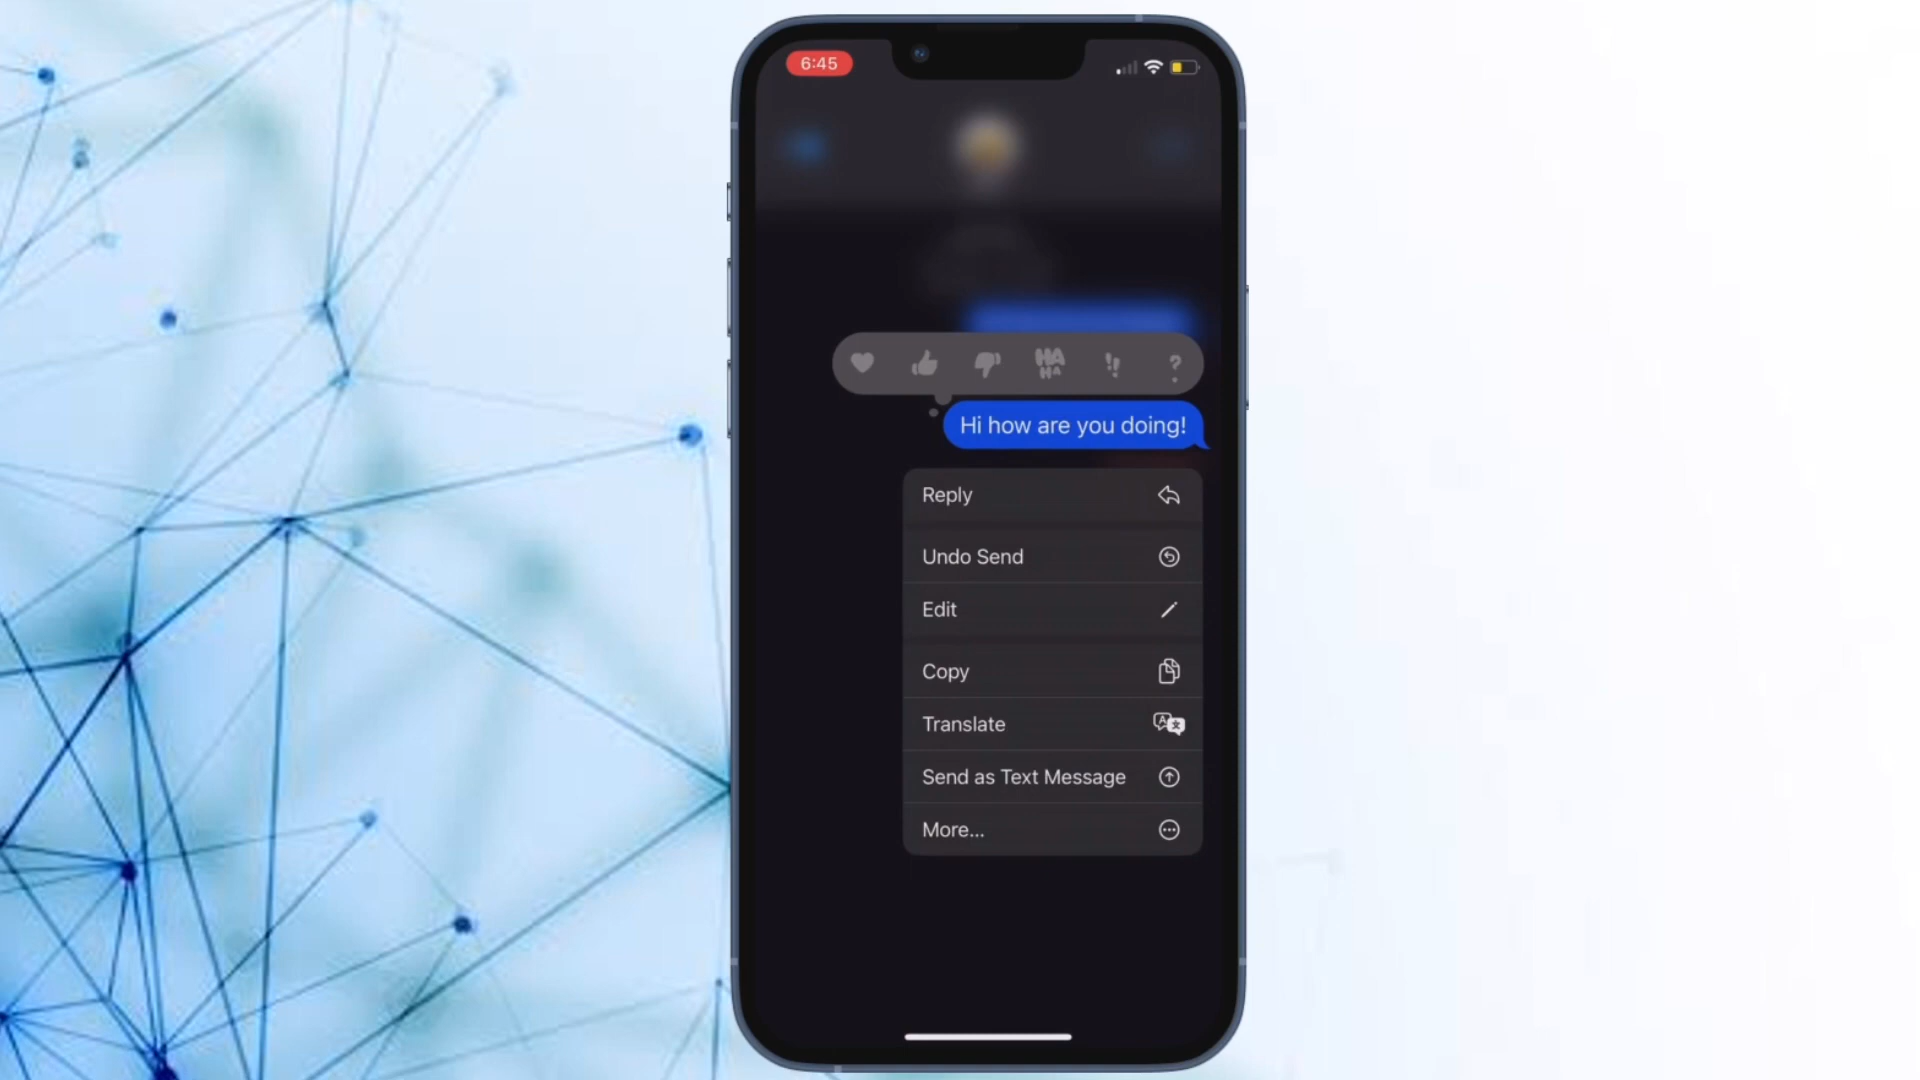 6:45
HA
HA
Hi how are you doing!
Reply
Undo Send
Edit
Copy
Translate
Send as Text Message
More...